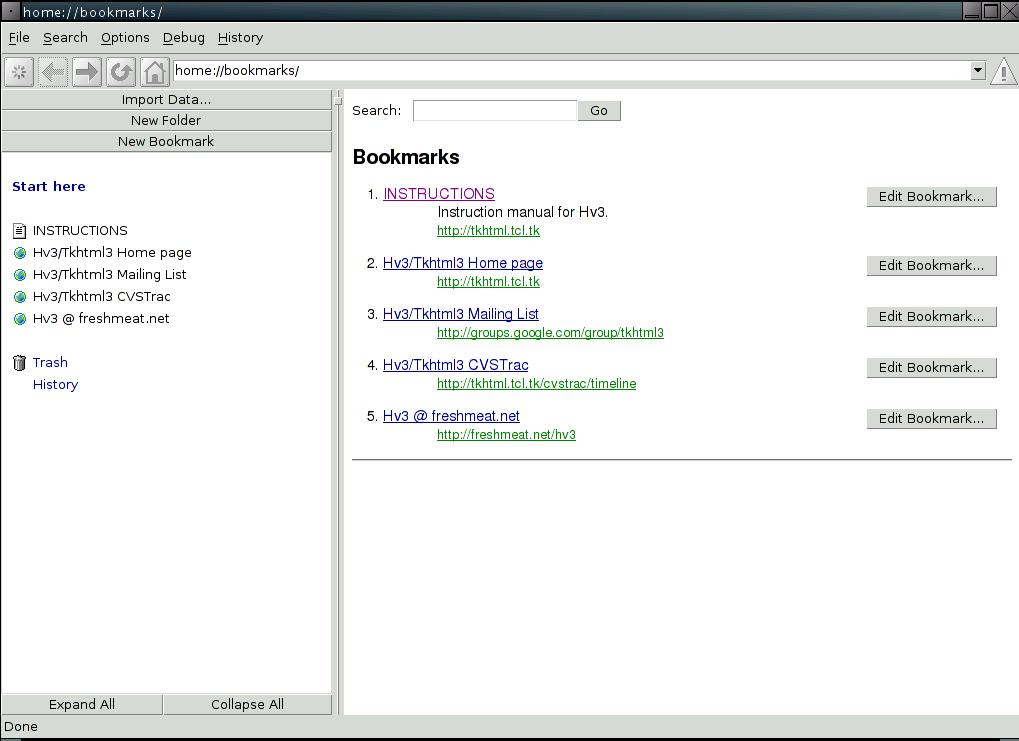 home://bookmarks/
File Search Options Debug History
home://bookmarks/
Import Data...
New Folder
New Bookmark
Start here
INSTRUCTIONS
Hv3/Tkhtml3 Home page
Hv3/Tkhtml3 Mailing List
Hv3/Tkhtml3 CVSTrac
Hv3 @ freshmeat.net
Trash
History
Expand All Collapse All
Search: Go
Bookmarks
1. INSTRUCTIONS Edit Bookmark...
Instruction manual for Hv3.
http://tkhtml.tcl.tk
2. Hv3/Tkhtml3 Home page Edit Bookmark...
http://tkhtml.tcl.tk
3. Hv3/Tkhtml3 Mailing List Edit Bookmark...
http://groups.google.com/group/tkhtml3
4. Hv3/Tkhtml3 CVSTrac Edit Bookmark...
http://tkhtml.tcl.tk/cvstrac/timeline
5. Hv3 @ freshmeat.net Edit Bookmark...
http://freshmeat.net/hv3
Done